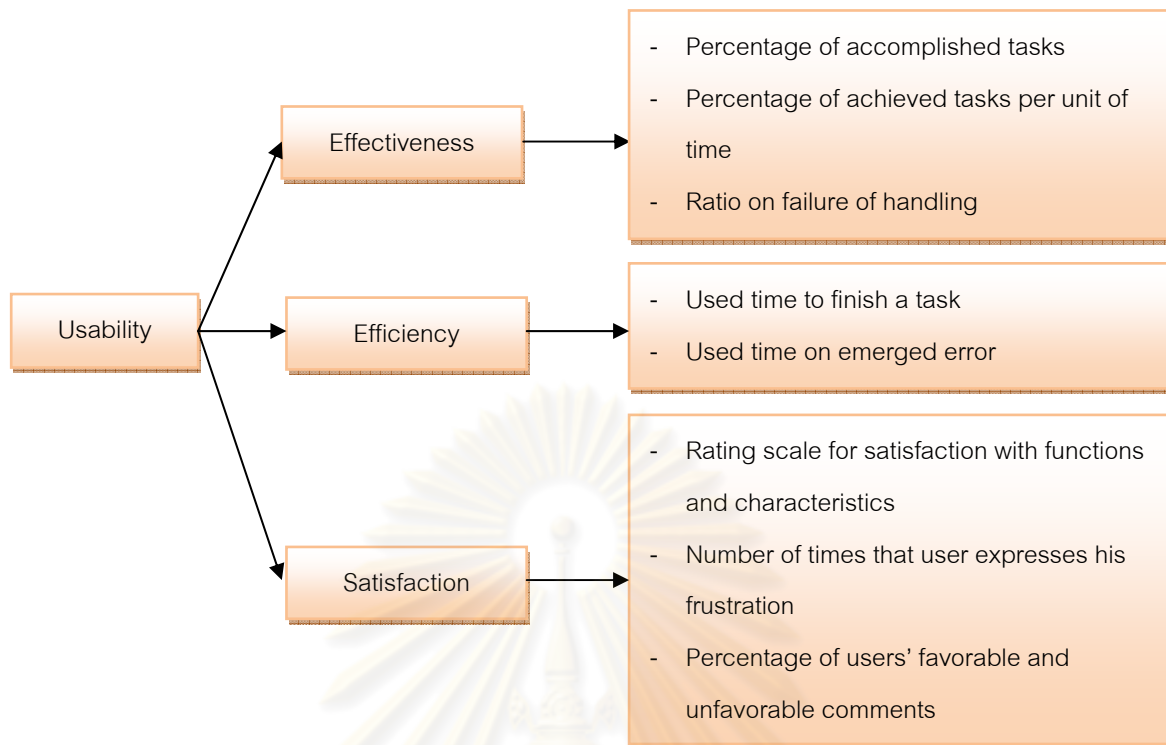 Usability
Effectiveness
- Percentage of accomplished tasks
- Percentage of achieved tasks per unit of
time
- Ratio on failure of handling
Efficiency
- Used time to finish a task
- Used time on emerged error
Satisfaction
- Rating scale for satisfaction with functions
and characteristics
- Number of times that user expresses his
frustration
- Percentage of users’ favorable and
unfavorable comments